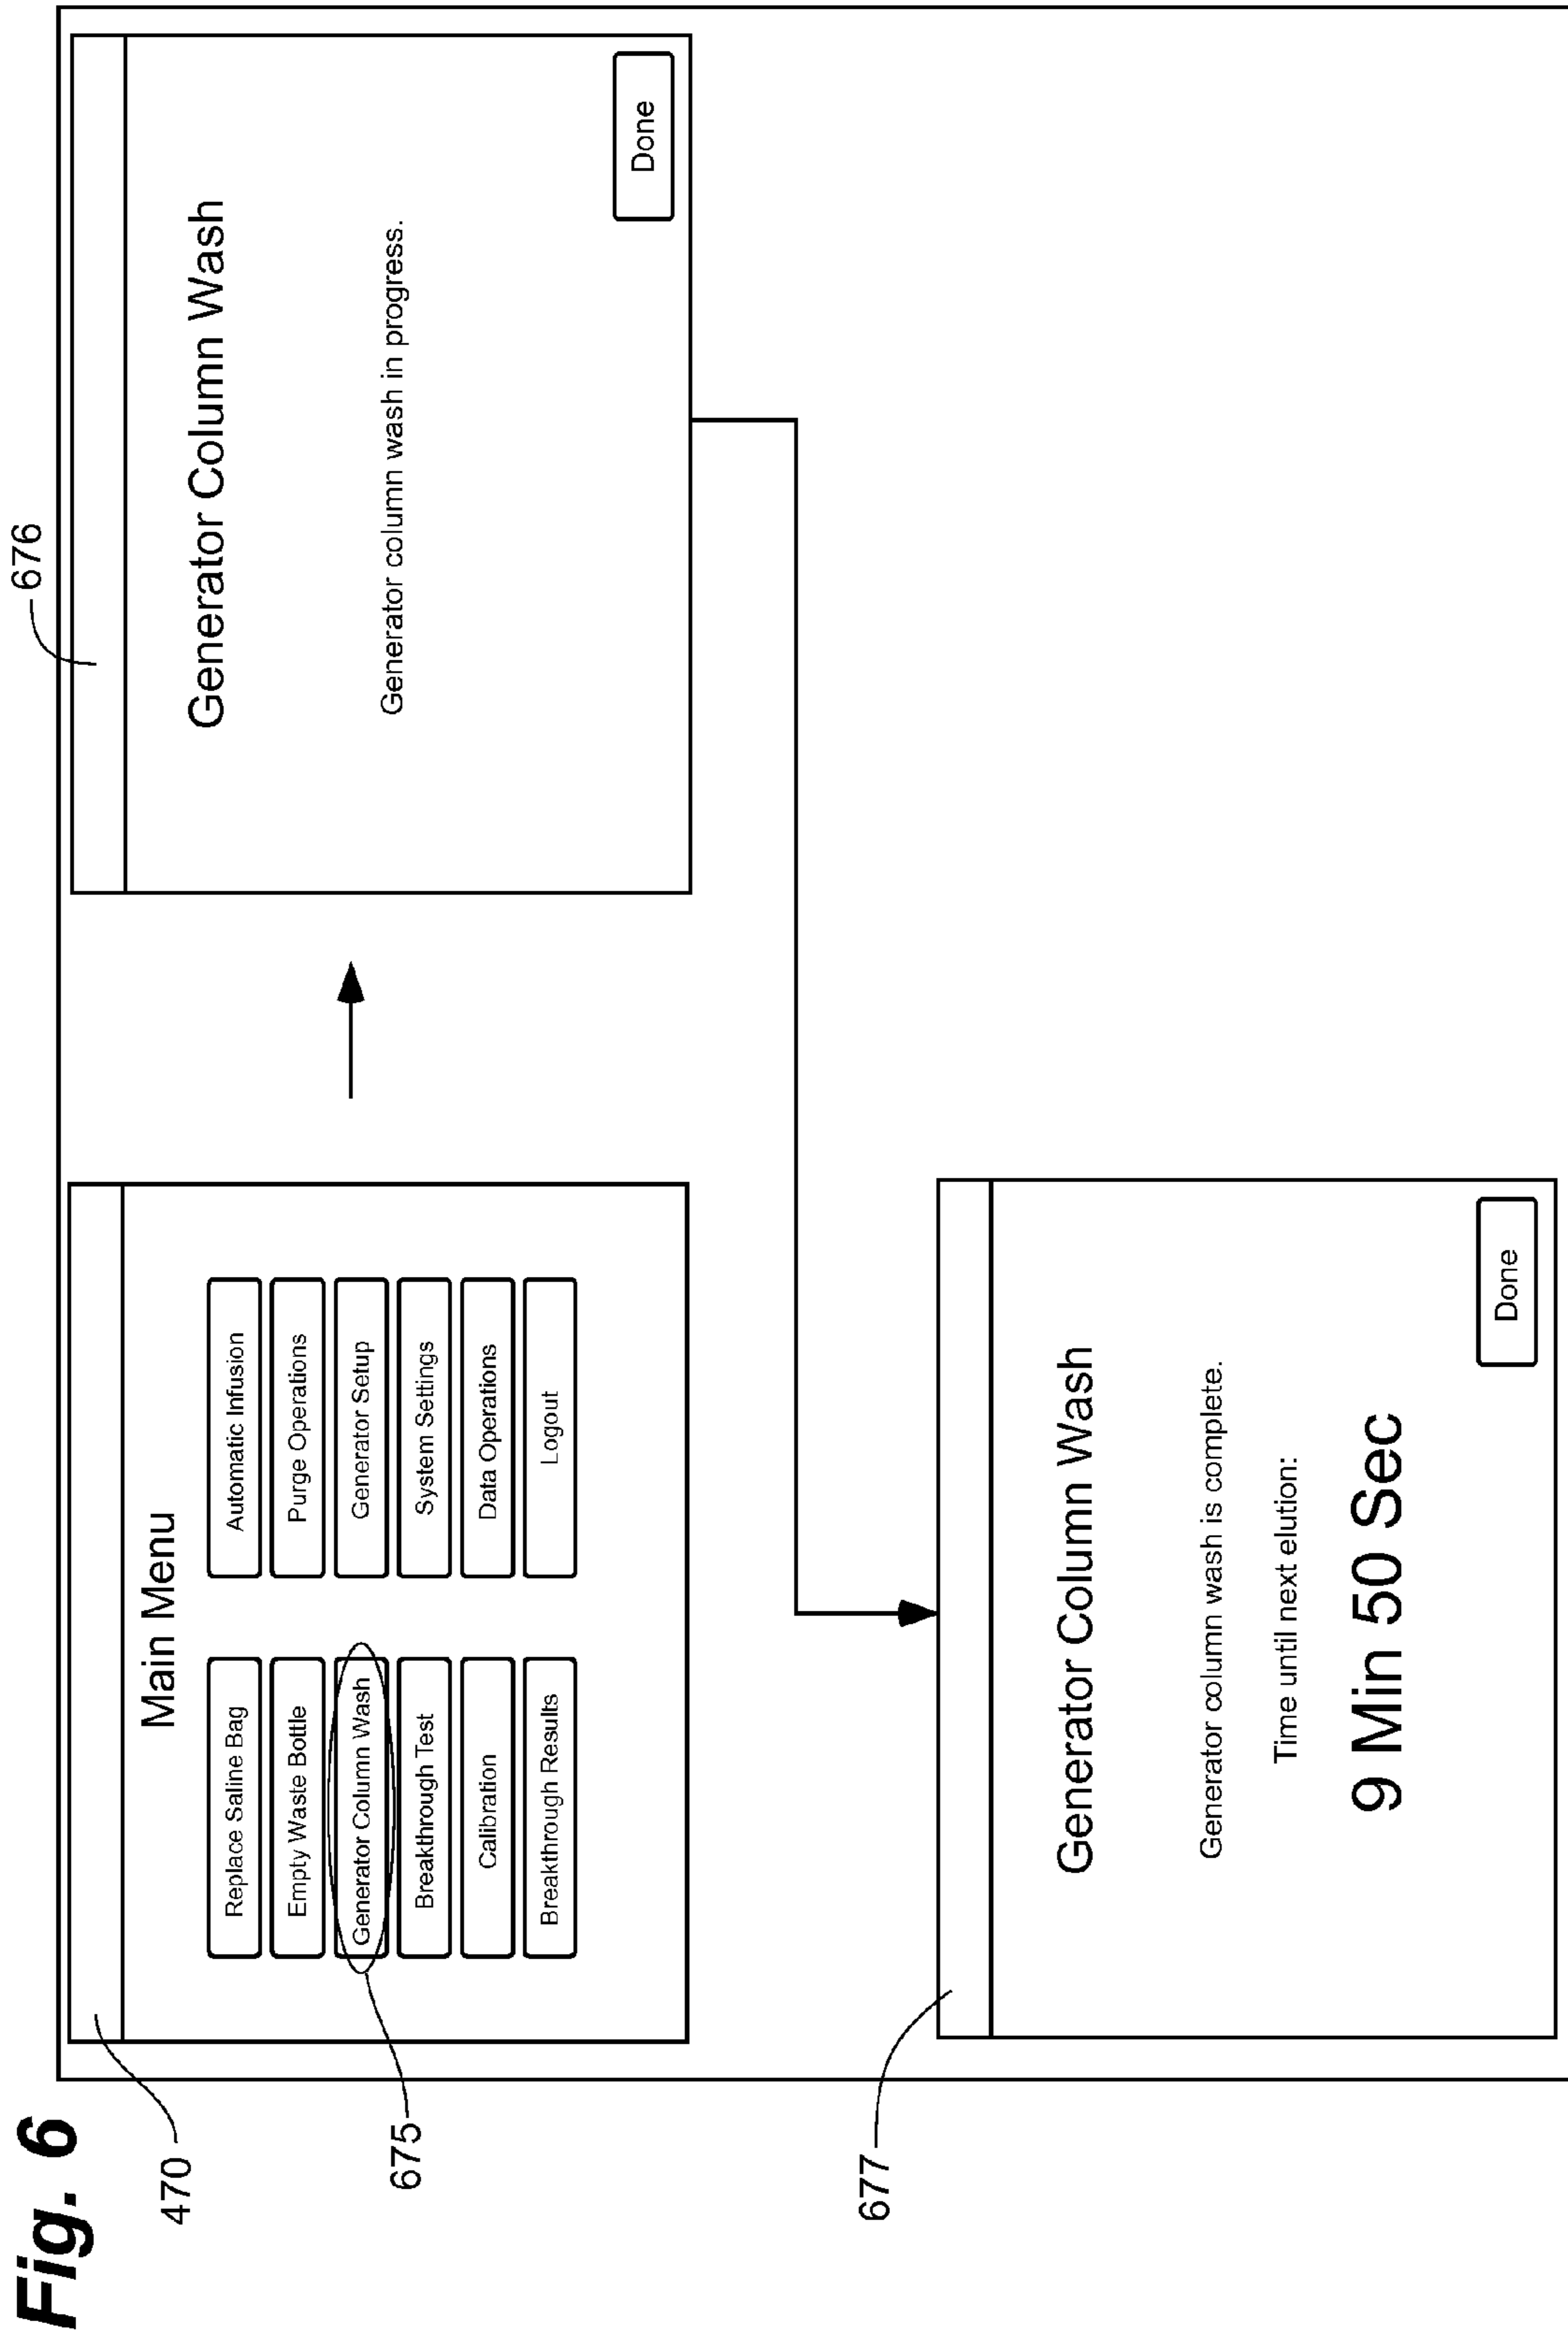 Fig. 6
470
Main Menu
Replace Saline Bag
Automatic Infusion
Empty Waste Bottle
Purge Operations
Generator Column Wash
Generator Setup
Breakthrough Test
System Settings
Calibration
Data Operations
Breakthrough Results
Logout
675
676
Generator Column Wash
Generator column wash in progress.
Done
677
Generator Column Wash
Generator column wash is complete.
Time until next elution:
9 Min 50 Sec
Done